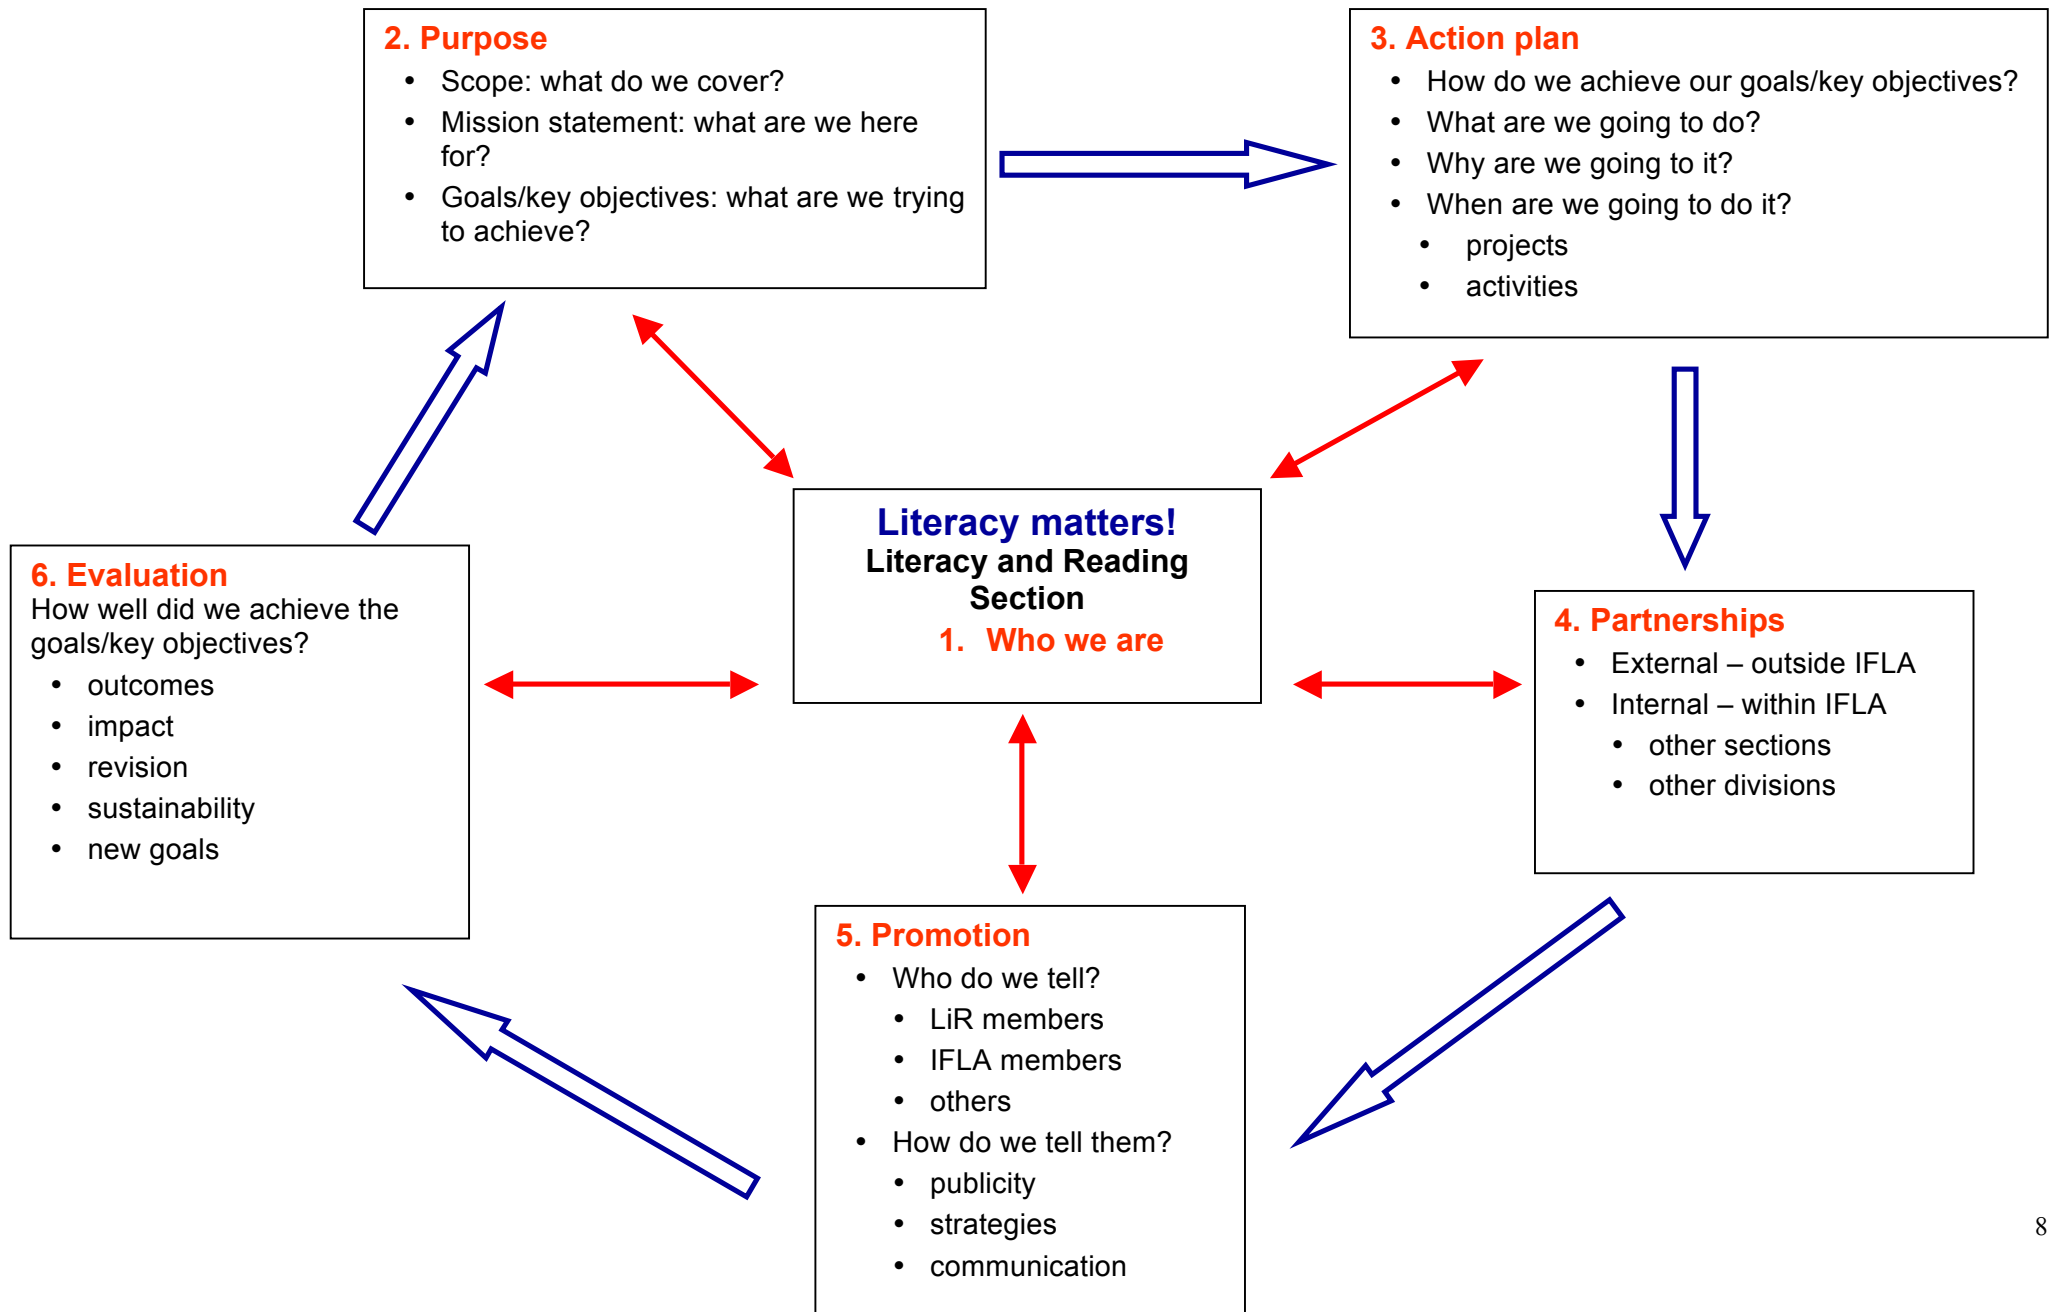 2. Purpose
• Scope: what do we cover?
• Mission statement: what are we here
for?
• Goals/key objectives: what are we trying
to achieve?
3. Action plan
• How do we achieve our goals/key objectives?
• What are we going to do?
• Why are we going to it?
• When are we going to do it?
• projects
• activities
Literacy matters!
Literacy and Reading
Section
1. Who we are
6. Evaluation
How well did we achieve the
goals/key objectives?
• outcomes
• impact
• revision
• sustainability
• new goals
4. Partnerships
• External – outside IFLA
• Internal – within IFLA
• other sections
• other divisions
5. Promotion
• Who do we tell?
• LiR members
• IFLA members
• others
• How do we tell them?
• publicity
• strategies
• communication
8